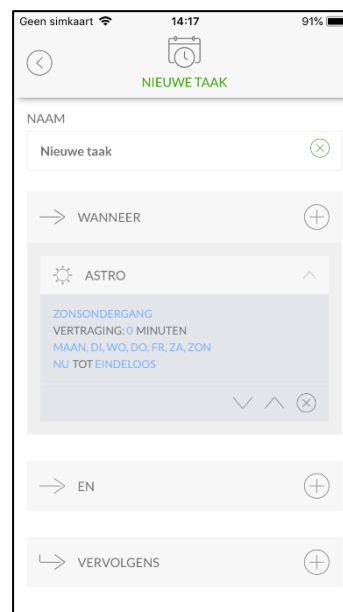 Geen simkaart 14:17 91%
NIEUWE TAAK
NAAM
Nieuwe taak
WANNEER
ASTRO
ZONSONDERGANG
VERTRAGING: 0 MINUTEN
MAAN, DI, WO, DO, FR, ZA, ZON
NU TOT EINDELOOS
EN
VERVOLGENS